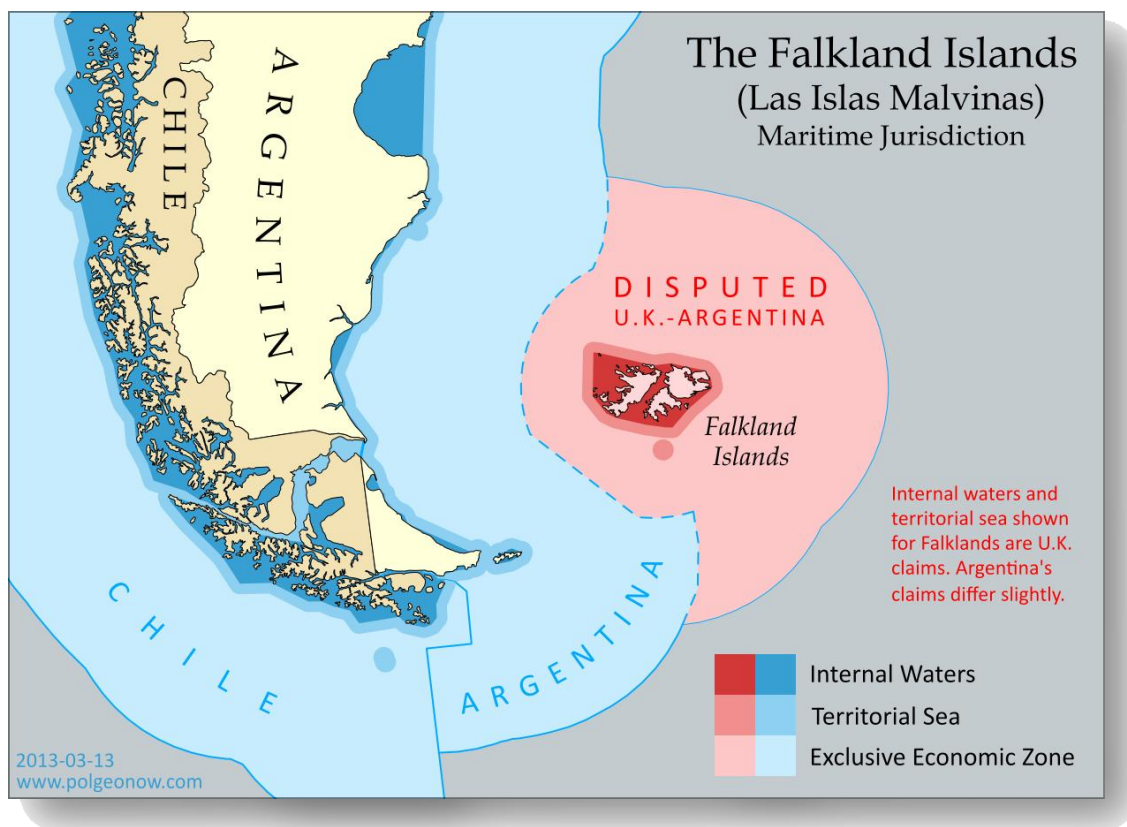 The Falkland Islands
(Las Islas Malvinas)
Maritime Jurisdiction
CHILE
ARGENTINA
DISPUTED
U.K.-ARGENTINA
Falkland
Islands
Internal waters and
territorial sea shown
for Falklands are U.K.
claims. Argentina's
claims differ slightly.
CHILE
ARGENTINA
Internal Waters
Territorial Sea
Exclusive Economic Zone
2013-03-13
www.polgeonow.com